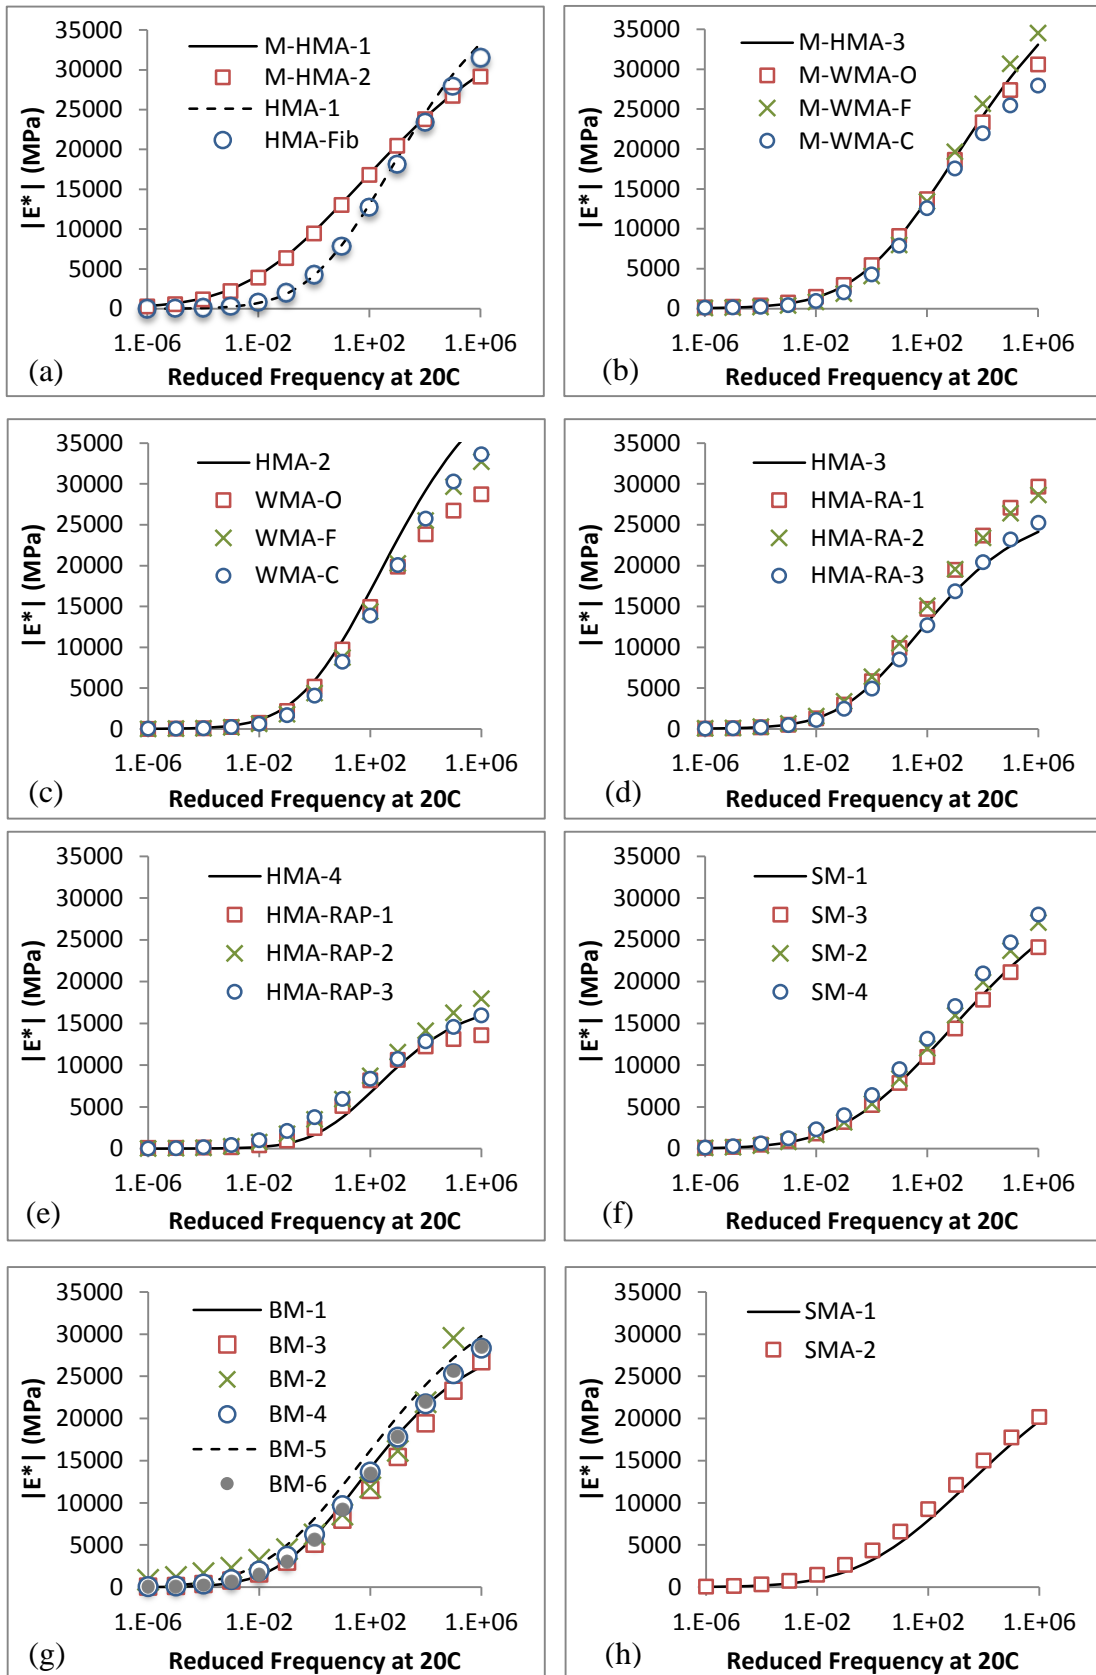 35000
30000
25000
20000
15000
10000
5000
0
|E*| (MPa)
M-HMA-1
M-HMA-2
HMA-1
HMA-Fib
1.E-06 1.E-02 1.E+02 1.E+06
(a)
Reduced Frequency at 20C
35000
30000
25000
20000
15000
10000
5000
0
|E*| (MPa)
M-HMA-3
M-WMA-O
M-WMA-F
M-WMA-C
1.E-06 1.E-02 1.E+02 1.E+06
(b)
Reduced Frequency at 20C
35000
30000
25000
20000
15000
10000
5000
0
|E*| (MPa)
HMA-2
WMA-O
WMA-F
WMA-C
1.E-06 1.E-02 1.E+02 1.E+06
(c)
Reduced Frequency at 20C
35000
30000
25000
20000
15000
10000
5000
0
|E*| (MPa)
HMA-3
HMA-RA-1
HMA-RA-2
HMA-RA-3
1.E-06 1.E-02 1.E+02 1.E+06
(d)
Reduced Frequency at 20C
35000
30000
25000
20000
15000
10000
5000
0
|E*| (MPa)
HMA-4
HMA-RAP-1
HMA-RAP-2
HMA-RAP-3
1.E-06 1.E-02 1.E+02 1.E+06
(e)
Reduced Frequency at 20C
35000
30000
25000
20000
15000
10000
5000
0
|E*| (MPa)
SM-1
SM-3
SM-2
SM-4
1.E-06 1.E-02 1.E+02 1.E+06
(f)
Reduced Frequency at 20C
35000
30000
25000
20000
15000
10000
5000
0
|E*| (MPa)
BM-1
BM-3
BM-2
BM-4
BM-5
BM-6
1.E-06 1.E-02 1.E+02 1.E+06
(g)
Reduced Frequency at 20C
35000
30000
25000
20000
15000
10000
5000
0
|E*| (MPa)
SMA-1
SMA-2
1.E-06 1.E-02 1.E+02 1.E+06
(h)
Reduced Frequency at 20C